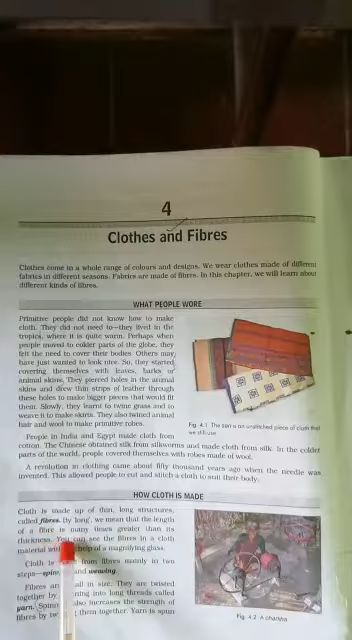 4
Clothes and Fibres
Clothes come in a whole range of colours and designs. We wear clothes made of different
fabrics in different seasons. Fabrics are made of fibres. In this chapter, we will learn about
different kinds of fibres.
WHAT PEOPLE WORE
Primitive people did not know how to make
cloth. They did not need to—they lived in the
tropics, where it is quite warm. Perhaps when
people moved to colder parts of the globe, they
felt the need to cover their bodies. Others may
have just wanted to look nice. So, they started
covering themselves with leaves, barks or
animal skins. They pierced holes in the animal
skins and drew thin strips of leather through
these holes to make bigger pieces that would fit
them. Slowly, they learnt to twine grass and to
weave it to make skirts. They also twined animal
hair and wool to make primitive robes.
Fig. 4.1 The sari is an unstitched piece of cloth that
we still use
People in India and Egypt made cloth from
cotton. The Chinese obtained silk from silkworms and made cloth from silk. In the colder
parts of the world, people covered themselves with robes made of wool.
A revolution in clothing came about fifty thousand years ago when the needle was
invented. This allowed people to cut and stitch a cloth to suit their body.
HOW CLOTH IS MADE
Cloth is made up of thin, long structures,
called fibres. By 'long', we mean that the length
of a fibre is many times greater than its
thickness. You can see the fibres in a cloth
material with help of a magnifying glass.
Cloth is from fibres mainly in two
steps—spin and weaving.
Fibres are all in size. They are twisted
together by ning into long threads called
yarn. Spinn also increases the strength of
fibres by tw them together. Yarn is spun
Fig. 4.2 A charkha